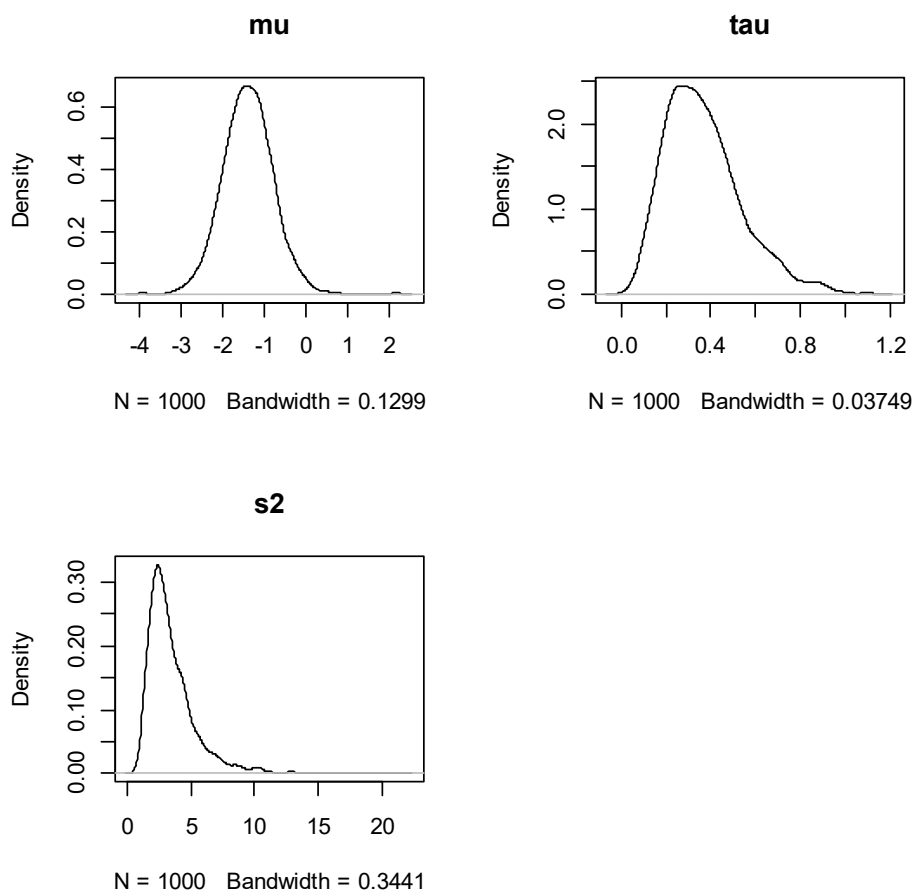 mu
Density
0.0 0.2 0.4 0.6
-4 -3 -2 -1 0 1 2
N = 1000 Bandwidth = 0.1299
tau
Density
0.0 1.0 2.0
0.0 0.4 0.8 1.2
N = 1000 Bandwidth = 0.03749
s2
Density
0.00 0.10 0.20 0.30
0 5 10 15 20
N = 1000 Bandwidth = 0.3441